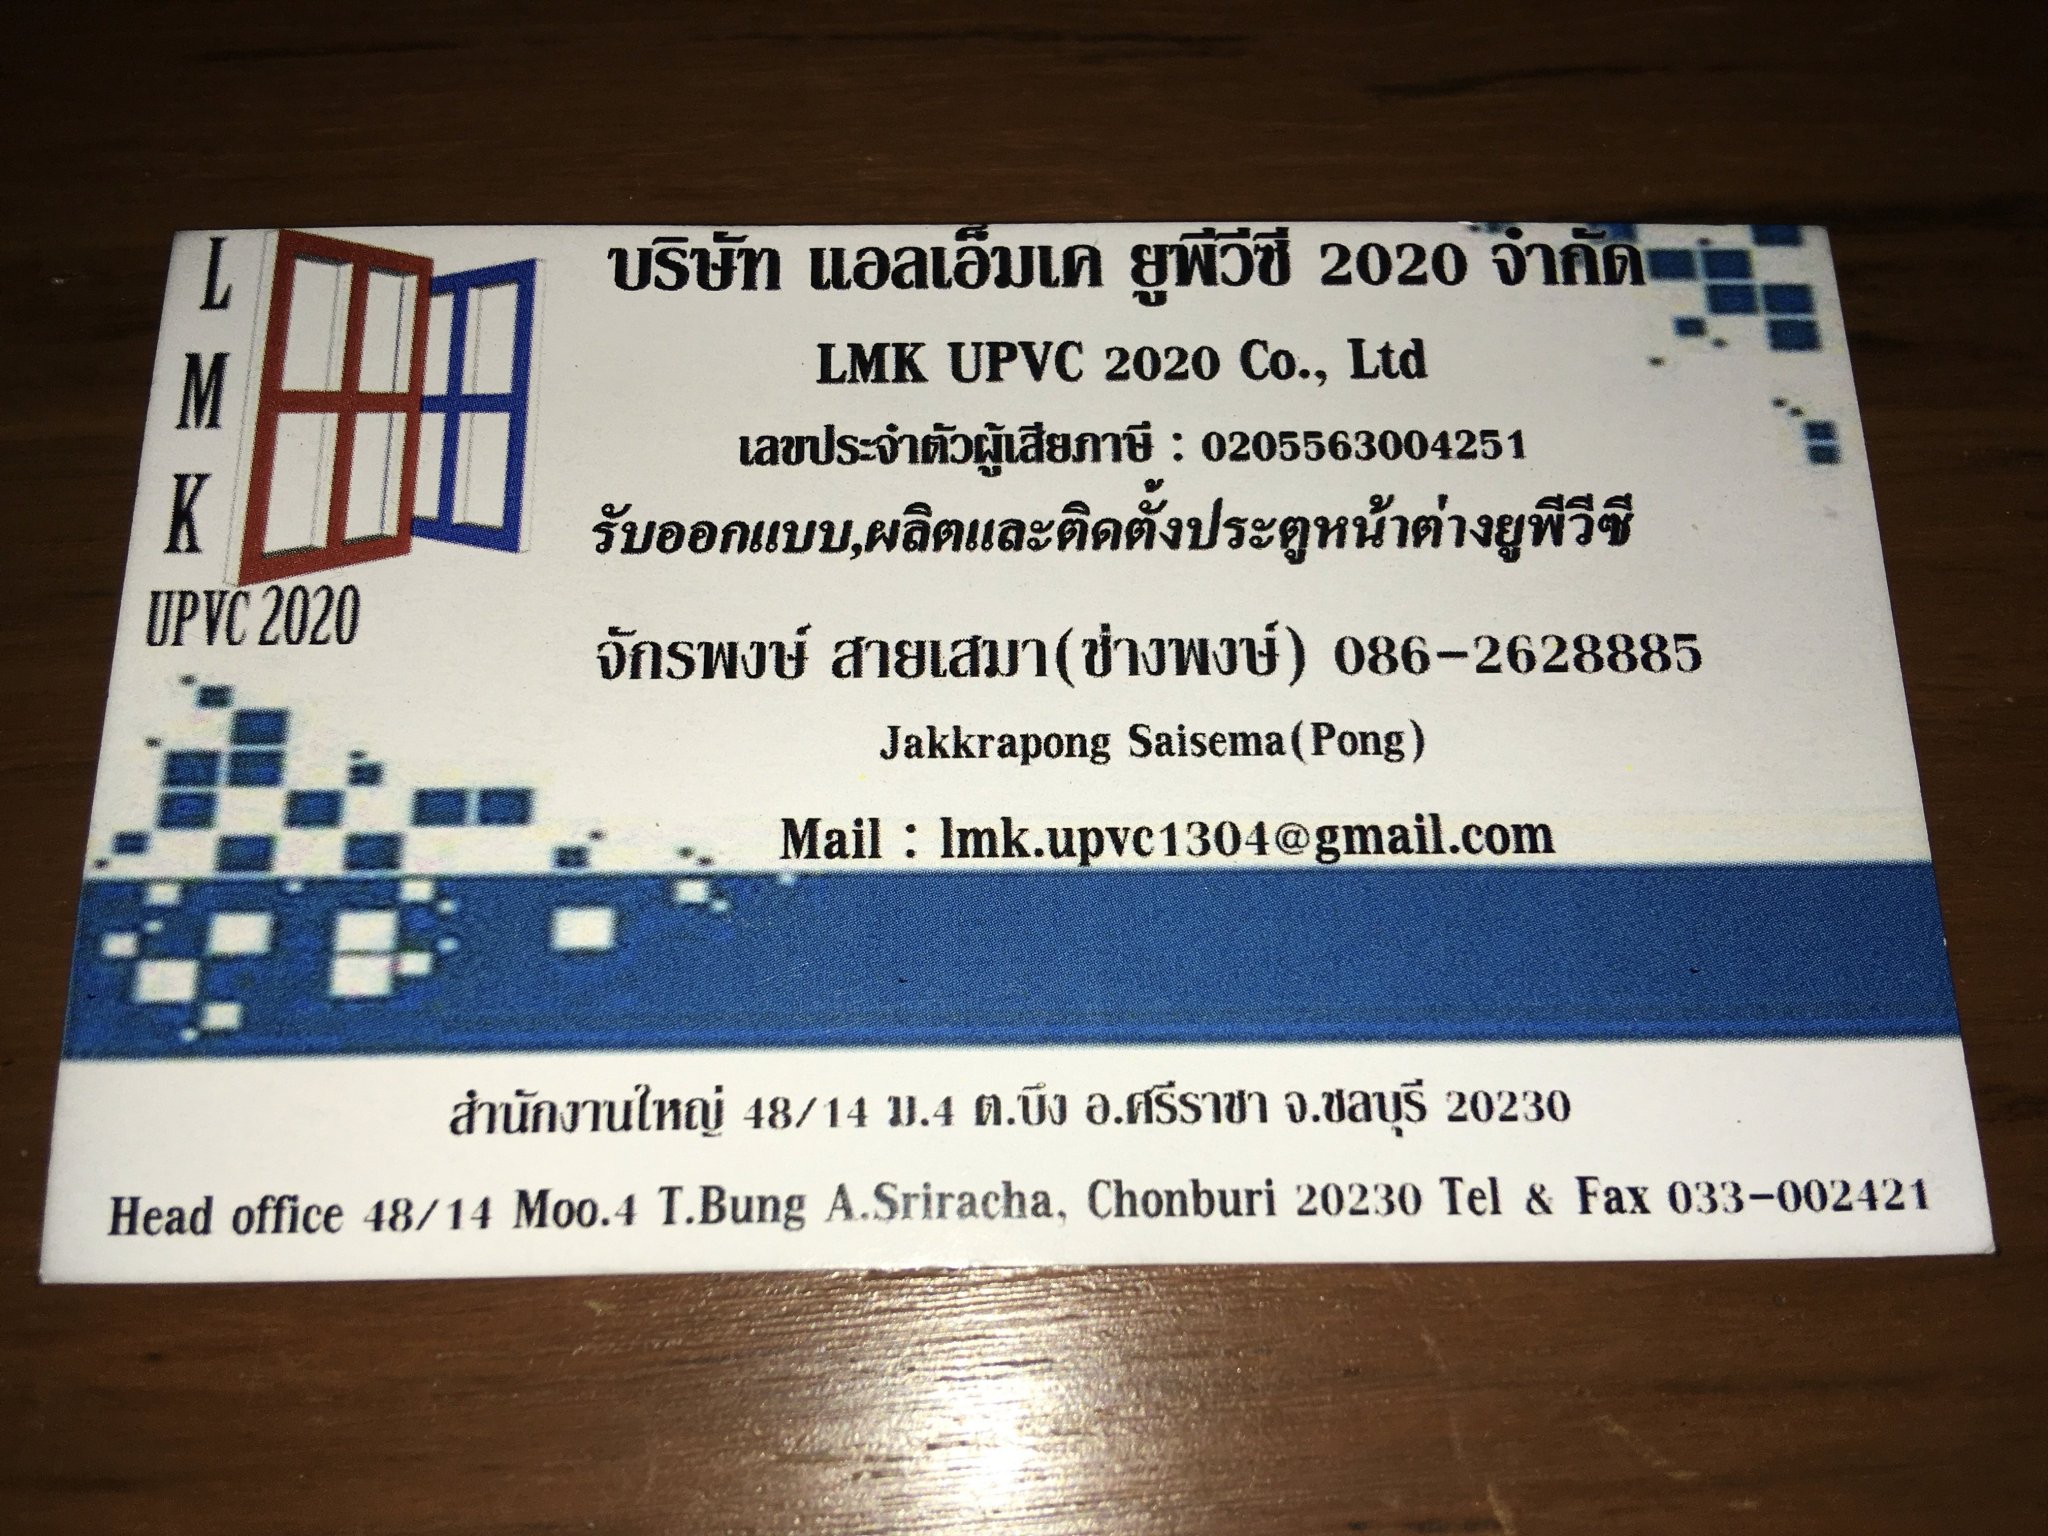 L
M
K
UPVC 2020
บริษัท แอลเอ็มเค ยูพีวีซี 2020 จำกัด
LMK UPVC 2020 Co., Ltd
เลขประจำตัวผู้เสียภาษี : 0205563004251
รับออกแบบ,ผลิตและติดตั้งประตูหน้าต่างยูพีวีซี
จักรพงษ์ สายเสมา(ช่างพงษ์) 086-2628885
Jakkrapong Saisema(Pong)
Mail : lmk.upvc1304@gmail.com
สำนักงานใหญ่ 48/14 ม.4 ต.บึง อ.ศรีราชา จ.ชลบุรี 20230
Head office 48/14 Moo.4 T.Bung A.Sriracha, Chonburi 20230 Tel & Fax 033-002421